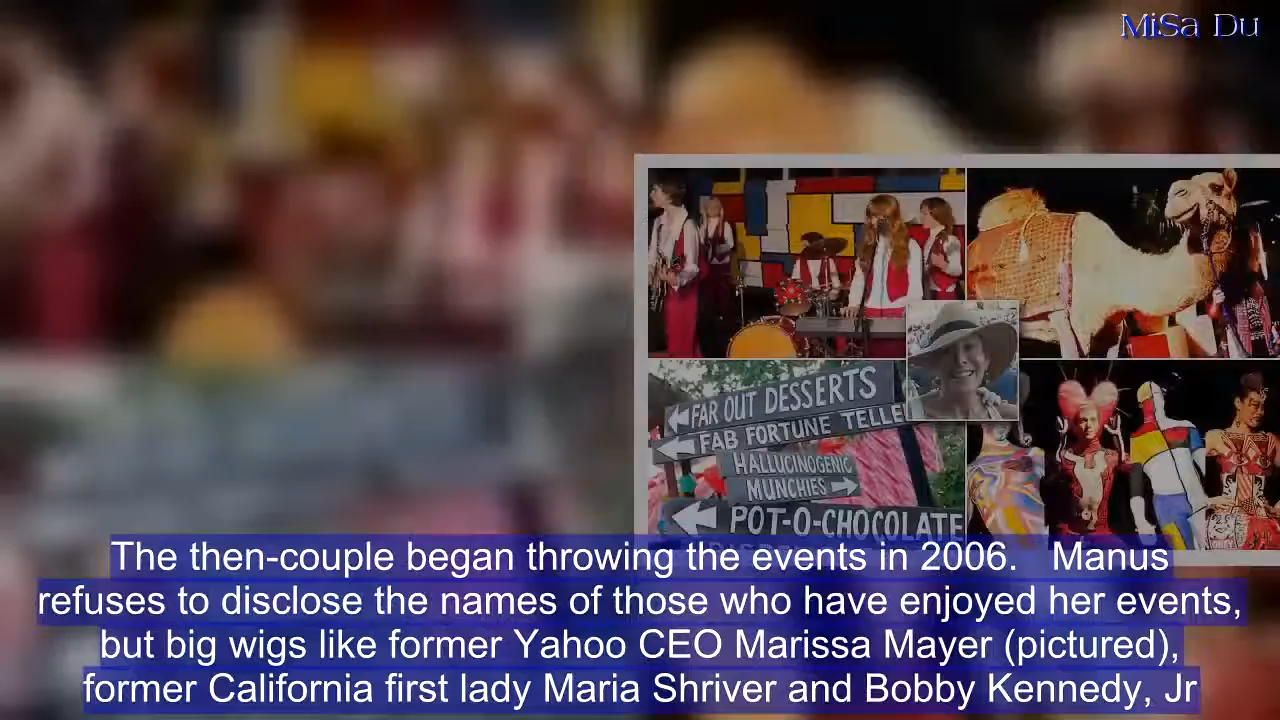 MiSa Du
FAR OUT DESSERTS
FAB FORTUNE TELLE
HALLUCINOGENIC
MUNCHIES
POT-O-CHOCOLATE
The then-couple began throwing the events in 2006. Manus
refuses to disclose the names of those who have enjoyed her events,
but big wigs like former Yahoo CEO Marissa Mayer (pictured),
former California first lady Maria Shriver and Bobby Kennedy, Jr